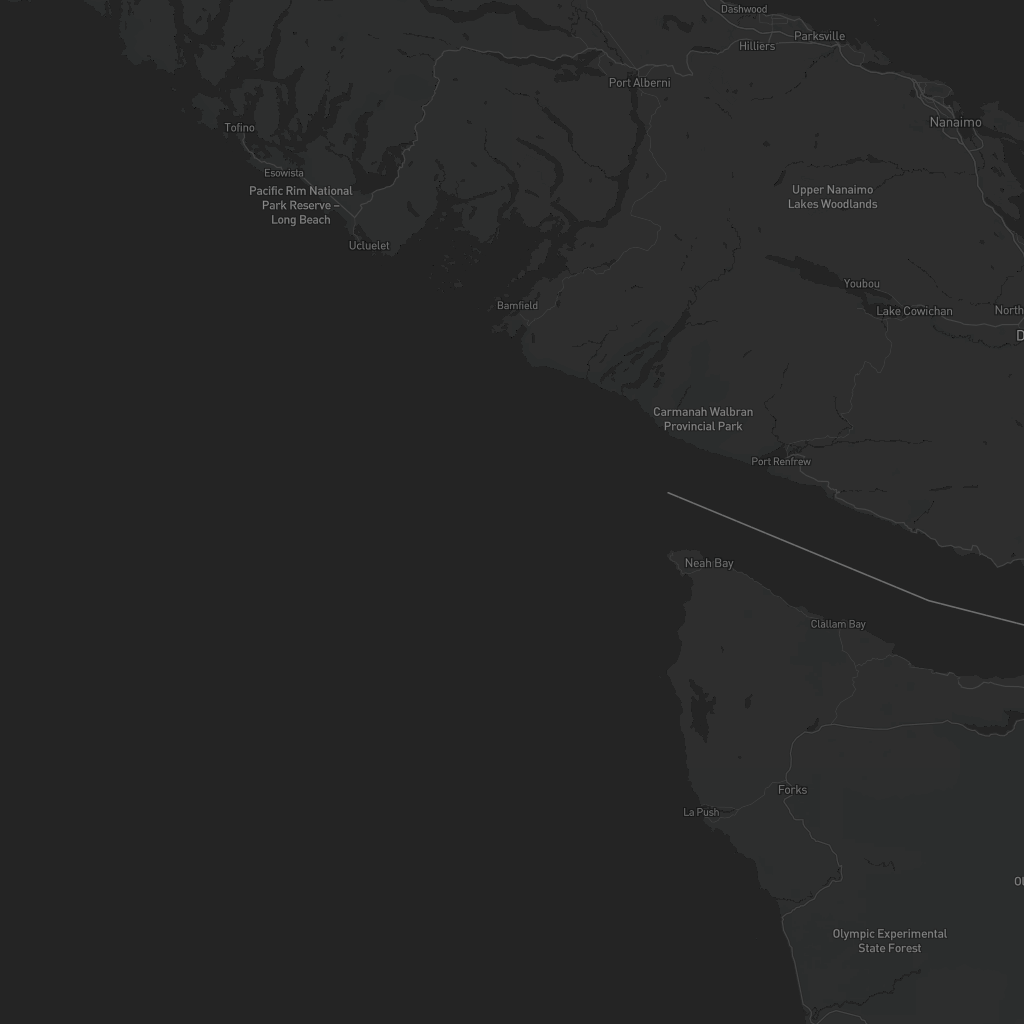 Dashwood
Parksville
Hilliers
Port Alberni
Nanaimo
Tofino
Esowista
Pacific Rim National
Park Reserve –
Long Beach
Upper Nanaimo
Lakes Woodlands
Ucluelet
Youbou
Bamfield
Lake Cowichan
North
D
Carmanah Walbran
Provincial Park
Port Renfrew
Neah Bay
Clallam Bay
Forks
La Push
Ol
Olympic Experimental
State Forest